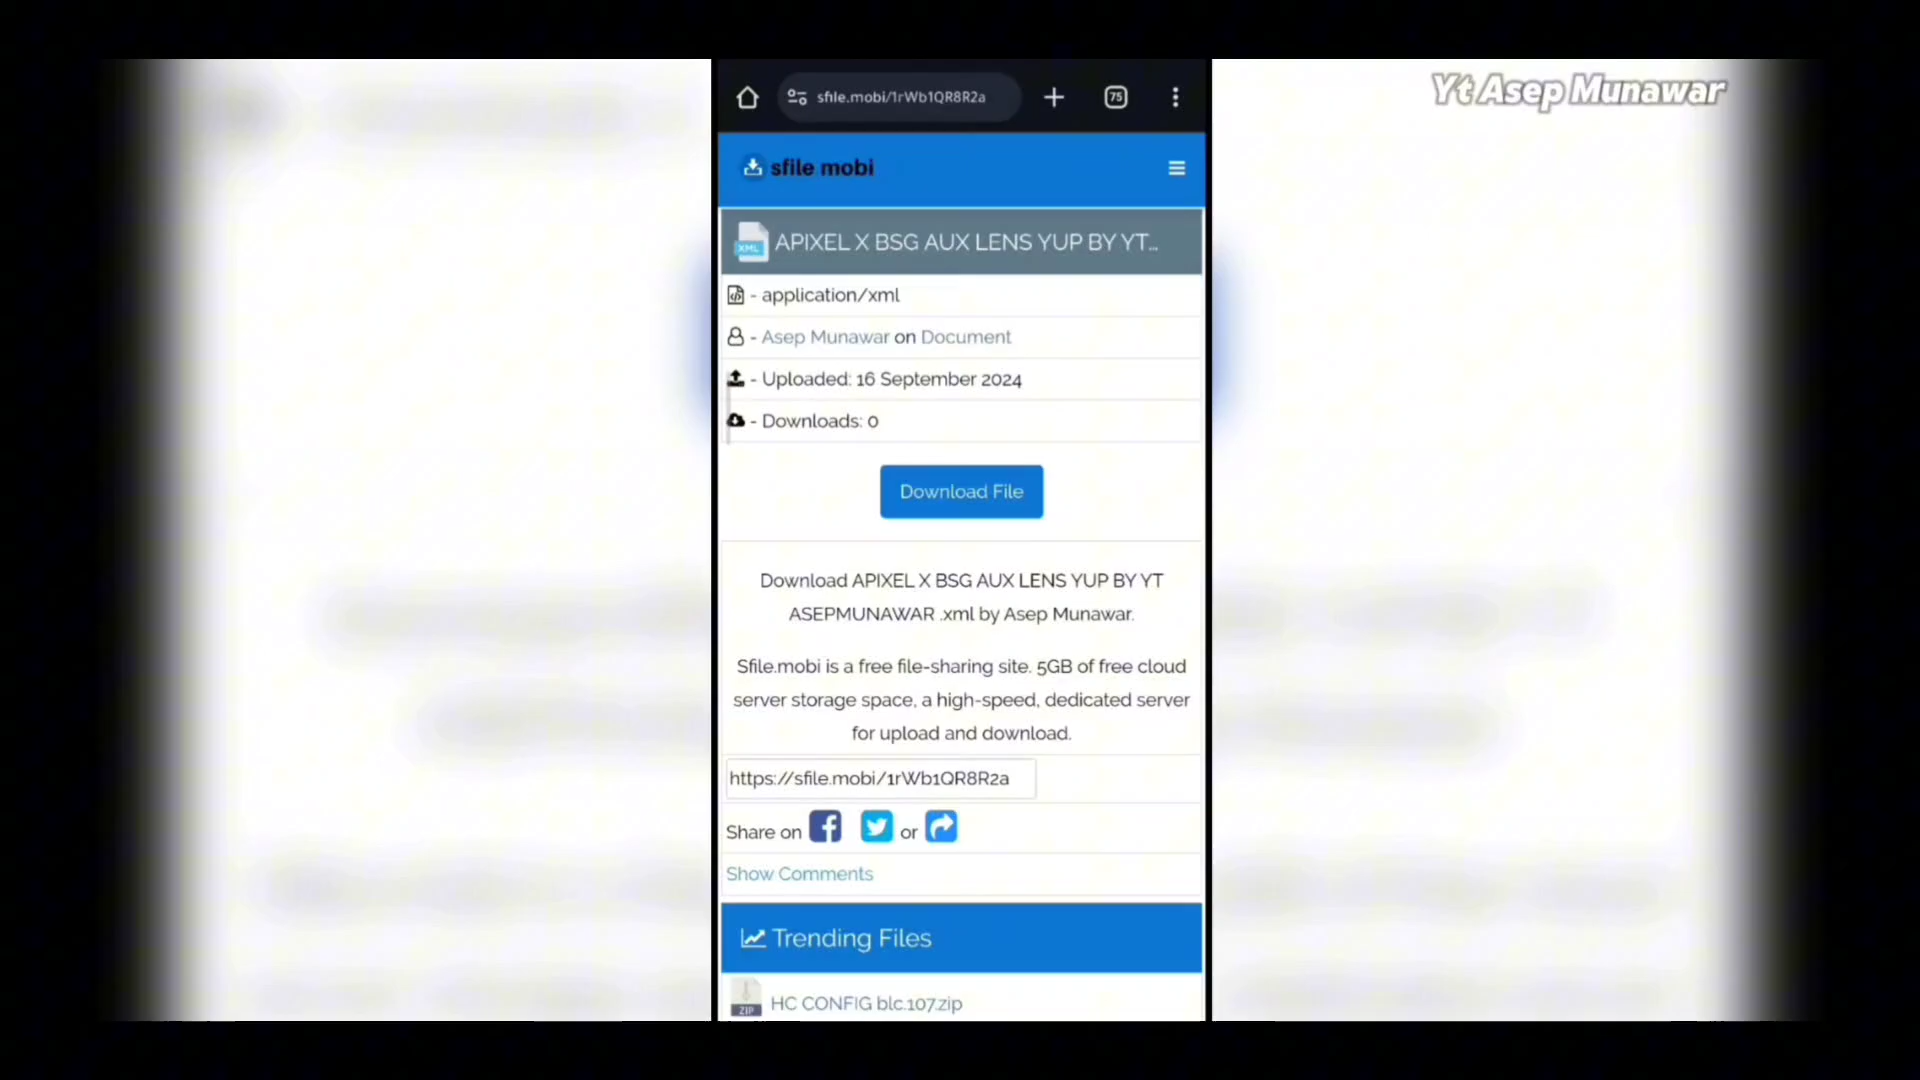 Yt Asep Munawar
sfile.mobi/1rWb1QR8R2a
75
sfile mobi
XML
APIXEL X BSG AUX LENS YUP BY YT...
- application/xml
- Asep Munawar on Document
- Uploaded: 16 September 2024
- Downloads: 0
Download File
Download APIXEL X BSG AUX LENS YUP BY YT
ASEPMUNAWAR .xml by Asep Munawar.
Sfile.mobi is a free file-sharing site. 5GB of free cloud
server storage space, a high-speed, dedicated server
for upload and download.
https://sfile.mobi/1rWb1QR8R2a
Share on or
Show Comments
Trending Files
ZIP
HC CONFIG blc.107.zip